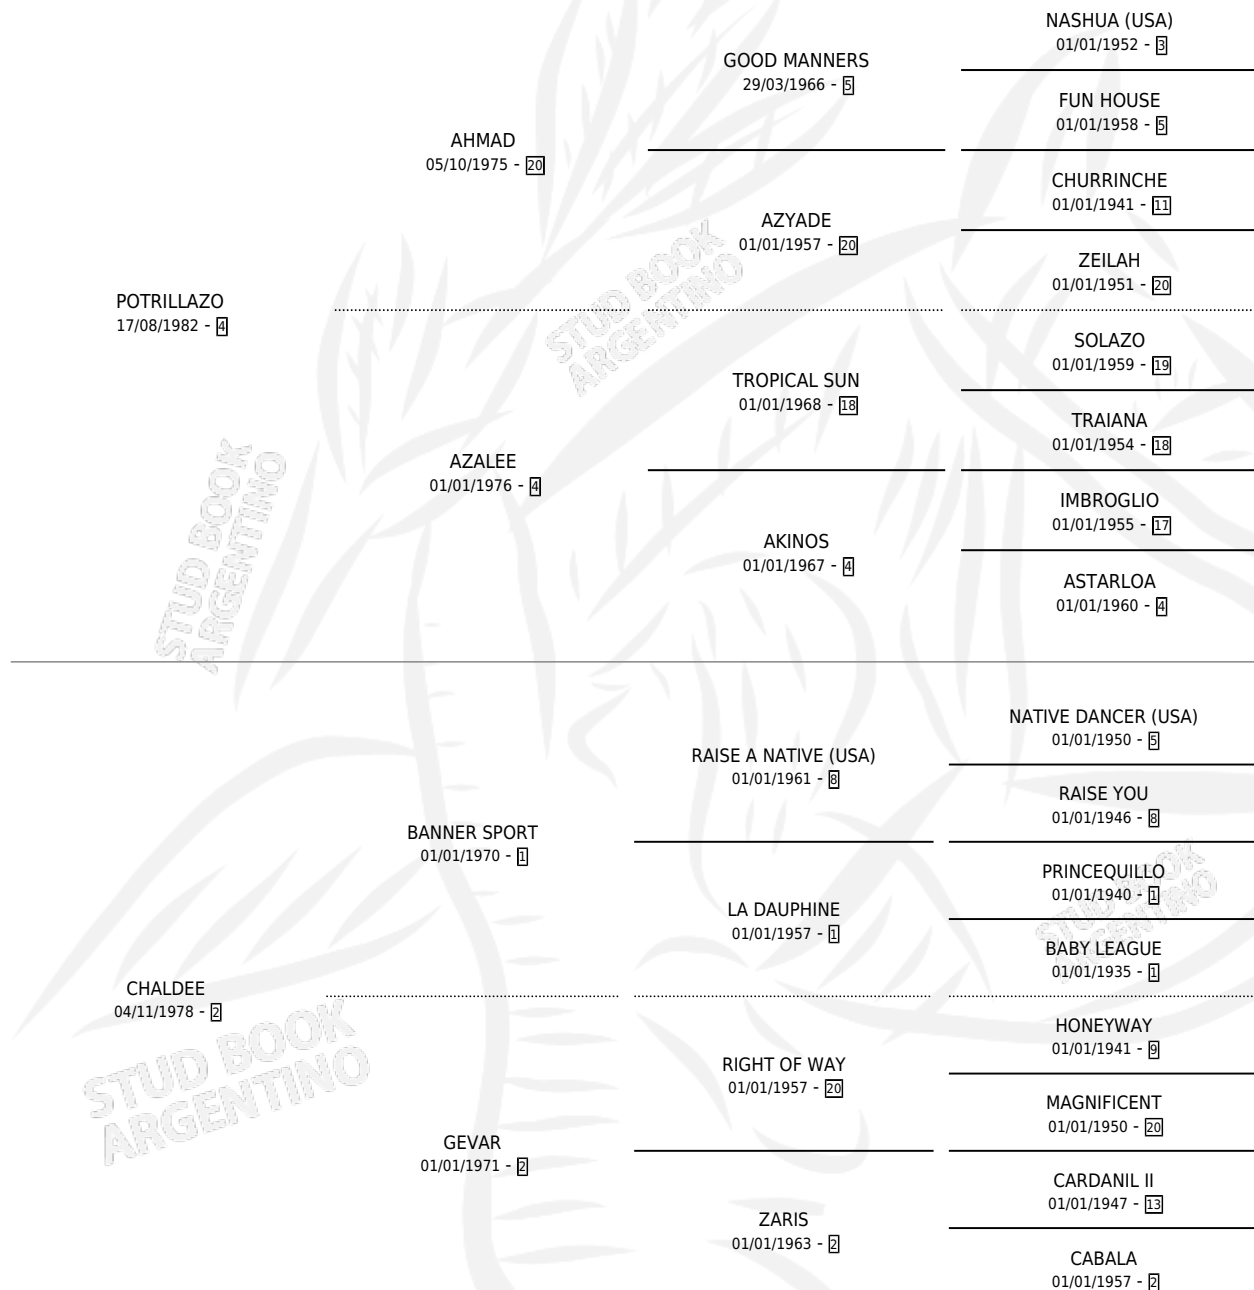 NASHUA (USA)
01/01/1952 - 3
GOOD MANNERS
29/03/1966 - 5
FUN HOUSE
01/01/1958 - 5
AHMAD
05/10/1975 - 20
CHURRINCHE
01/01/1941 - 11
AZYADE
01/01/1957 - 20
ZEILAH
01/01/1951 - 20
POTRILLAZO
17/08/1982 - 4
SOLAZO
01/01/1959 - 19
TROPICAL SUN
01/01/1968 - 18
TRAIANA
01/01/1954 - 18
AZALEE
01/01/1976 - 4
IMBROGLIO
01/01/1955 - 17
AKINOS
01/01/1967 - 4
ASTARLOA
01/01/1960 - 4
NATIVE DANCER (USA)
01/01/1950 - 5
RAISE A NATIVE (USA)
01/01/1961 - 8
RAISE YOU
01/01/1946 - 8
BANNER SPORT
01/01/1970 - 1
PRINCEQUILLO
01/01/1940 - 1
LA DAUPHINE
01/01/1957 - 1
BABY LEAGUE
01/01/1935 - 1
CHALDEE
04/11/1978 - 2
HONEYWAY
01/01/1941 - 9
RIGHT OF WAY
01/01/1957 - 20
MAGNIFICENT
01/01/1950 - 20
GEVAR
01/01/1971 - 2
CARDANIL II
01/01/1947 - 13
ZARIS
01/01/1963 - 2
CABALA
01/01/1957 - 2
STUD BOOK
ARGENTINO
STUD BOOK
ARGENTINO
STUD BOOK
ARGENTINO
STUD BOOK
ARGENTINO